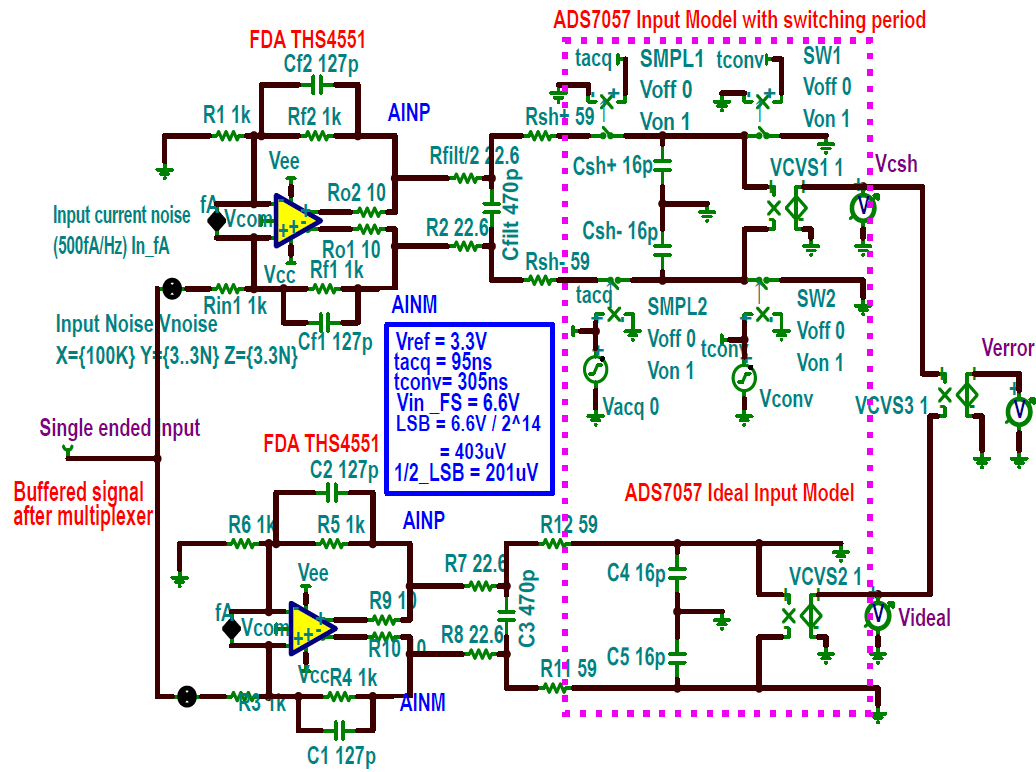 ADS7057 Input Model with switching period
FDA THS4551
Cf2 127p
tacq
SMPL1
Voff 0
Von 1
tconv
SW1
Voff 0
Von 1
R1 1k
Rf2 1k
AINP
Rsh+ 59
Rfilt/2 22.6
Csh+ 16p
VCVS1 1
Vcsh
V
Vee
Ro2 10
fA
Vcom
Input current noise
(500fA/Hz) In_fA
Cfilt 470p
R2 22.6
Csh- 16p
Ro1 10
Vcc
Rf1 1k
Rsh- 59
Rin1 1k
AINM
tacq
SMPL2
Voff 0
Von 1
SW2
Voff 0
Von 1
Input Noise Vnoise
X={100K} Y={3..3N} Z={3.3N}
Cf1 127p
Vref = 3.3V
tacq = 95ns
tconv= 305ns
Vin _FS = 6.6V
LSB = 6.6V / 2^14
= 403uV
1/2_LSB = 201uV
tconv
Vacq 0
Vconv
VCVS3 1
Verror
V
Single ended Input
FDA THS4551
Buffered signal
after multiplexer
C2 127p
ADS7057 Ideal Input Model
R6 1k
R5 1k
AINP
R12 59
R7 22.6
Vee
C4 16p
VCVS2 1
R9 10
fA
Vcom
C3 470p
V
Videal
R8 22.6
R10 10
C5 16p
Vcc
R4 1k
R11 59
R3 1k
AINM
C1 127p